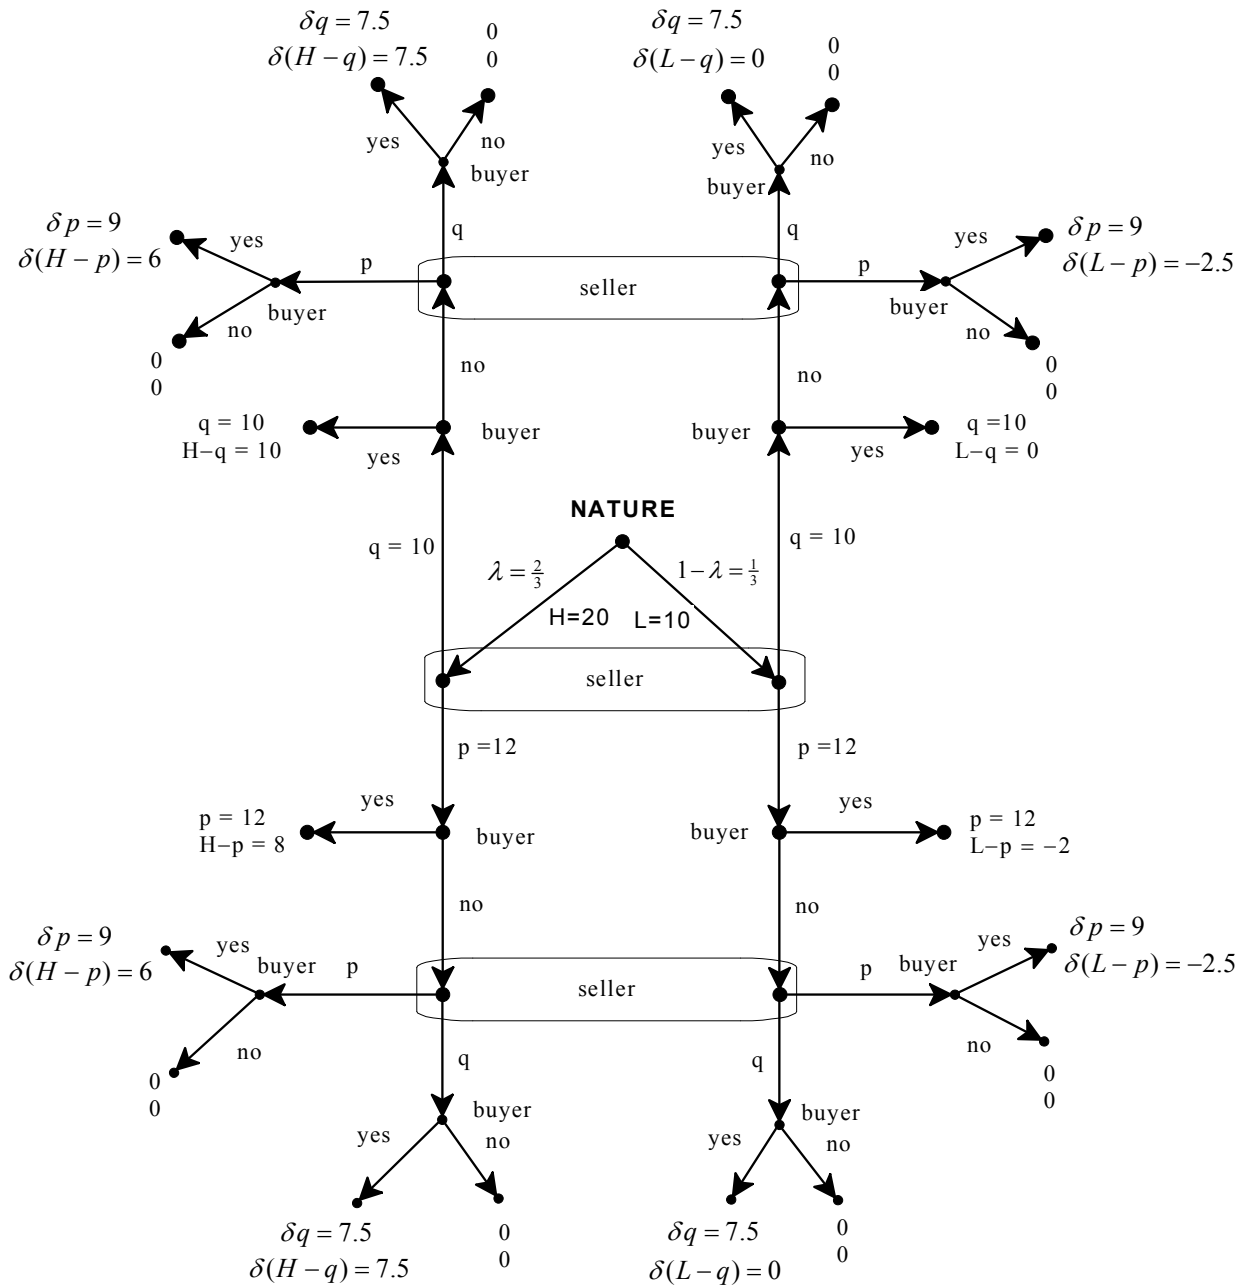 δq = 7.5
δ(H − q) = 7.5
0
0
δq = 7.5
δ(L − q) = 0
0
0
yes
no
buyer
yes
no
buyer
δp = 9
δ(H − p) = 6
yes
p
q
buyer
no
0
0
seller
q
p
yes
buyer
no
δp = 9
δ(L − p) = −2.5
0
0
no
no
q = 10
H−q = 10
yes
buyer
buyer
yes
q =10
L−q = 0
NATURE
q = 10
q = 10
λ = 2/3
1 − λ = 1/3
H=20
L=10
seller
p =12
p =12
p = 12
H−p = 8
yes
buyer
buyer
yes
p = 12
L−p = −2
no
no
δp = 9
δ(H − p) = 6
yes
buyer
p
no
0
0
seller
p
buyer
yes
no
δp = 9
δ(L − p) = −2.5
0
0
q
q
yes
buyer
no
yes
buyer
no
δq = 7.5
δ(H − q) = 7.5
0
0
δq = 7.5
δ(L − q) = 0
0
0